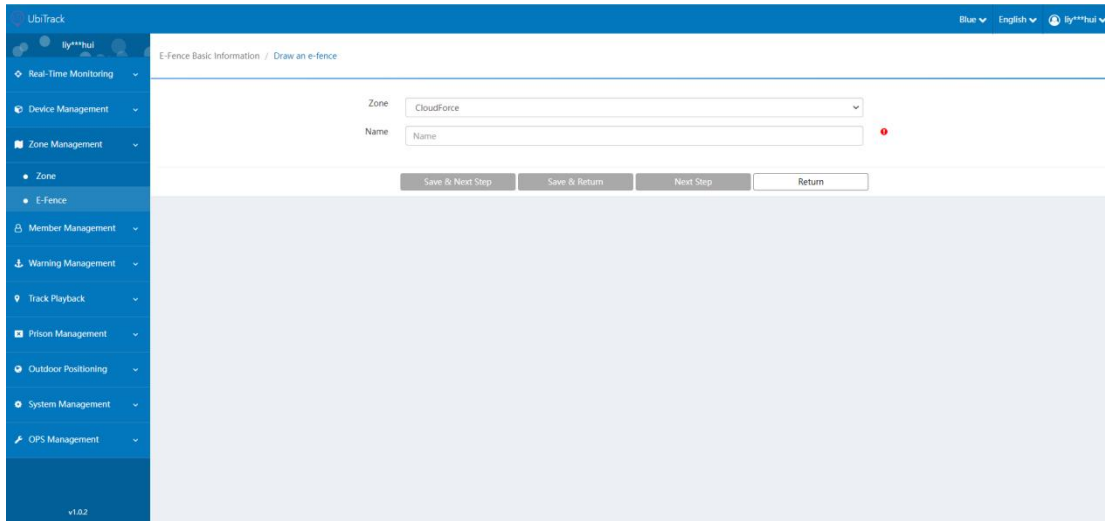 UbiTrack
Blue English liy***hui
liy***hui
E-Fence Basic Information / Draw an e-fence
Real-Time Monitoring
Device Management
Zone Management
Zone
E-Fence
Member Management
Warning Management
Track Playback
Prison Management
Outdoor Positioning
System Management
OPS Management
v1.0.2
Zone CloudForce
Name Name
Save & Next Step Save & Return Next Step Return